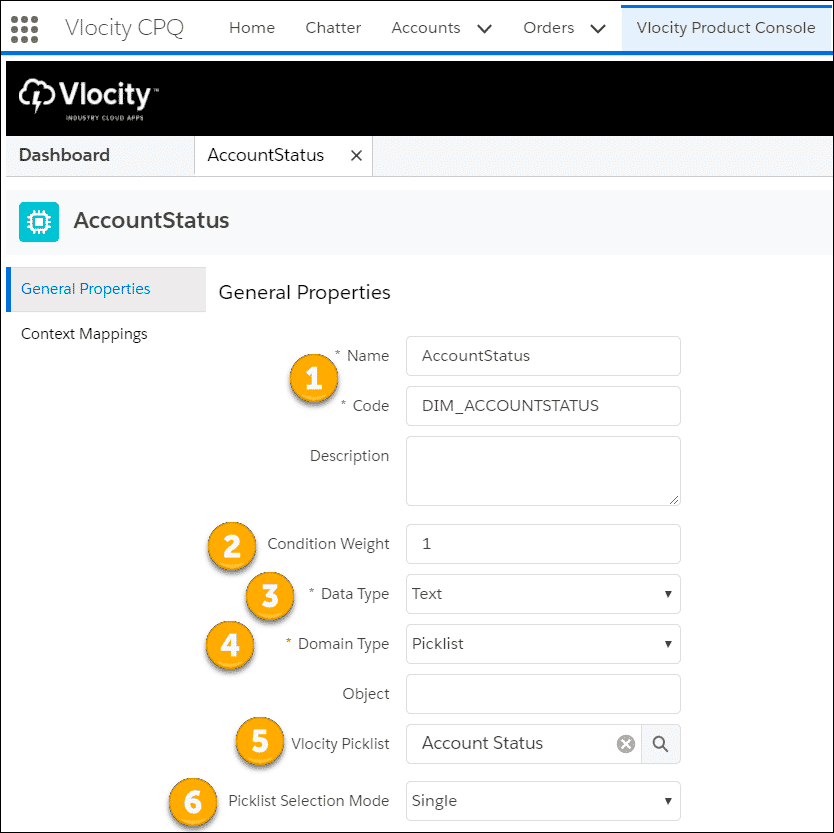 Vlocity CPQ Home Chatter Accounts Orders Vlocity Product Console
Vlocity™
INDUSTRY CLOUD APPS
Dashboard AccountStatus
AccountStatus
General Properties
Context Mappings
General Properties
1
* Name AccountStatus
* Code DIM_ACCOUNTSTATUS
Description
2 Condition Weight 1
3 * Data Type Text
4 * Domain Type Picklist
Object
5 Vlocity Picklist Account Status
6 Picklist Selection Mode Single